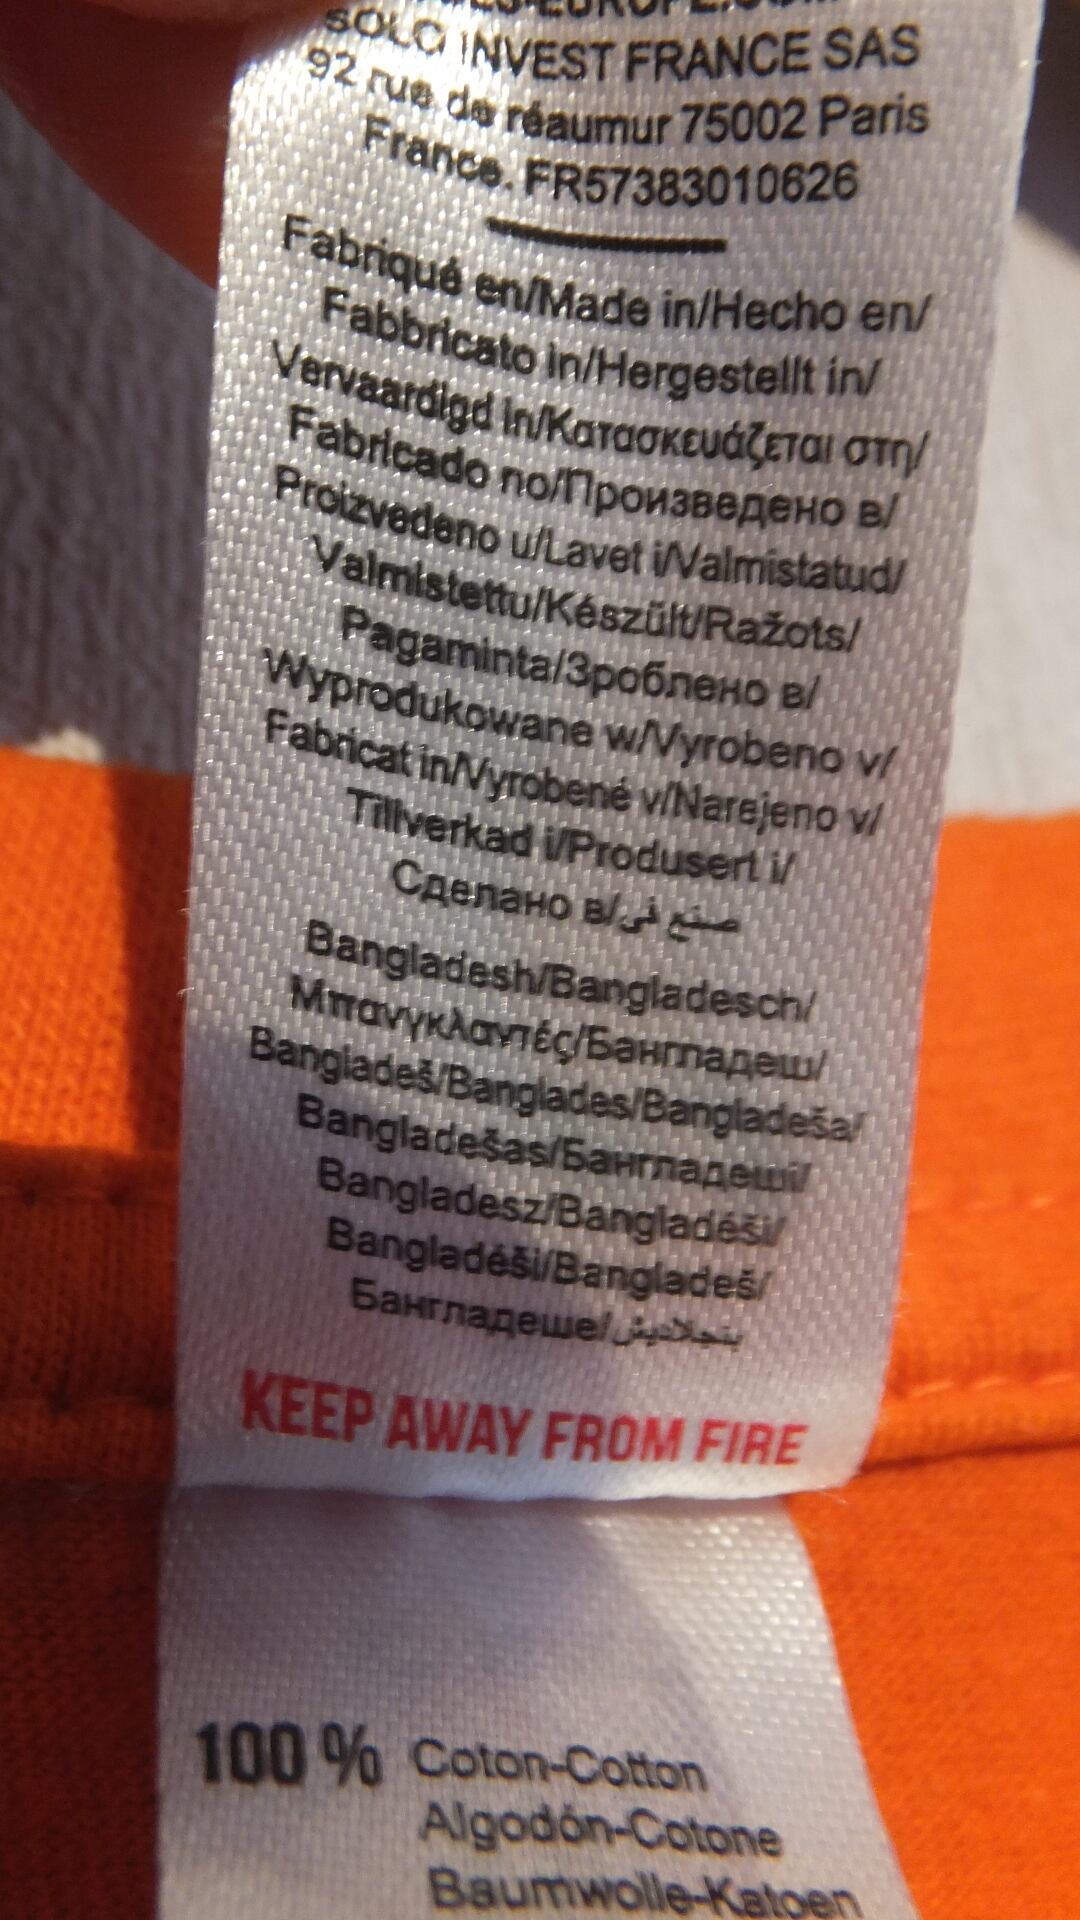 SOLO INVEST FRANCE SAS
92 rue de réaumur 75002 Paris
France. FR57383010626
Fabriqué en/Made in/Hecho en/
Fabbricato in/Hergestellt in/
Vervaardigd in/Κατασκευάζεται στη/
Fabricado no/Произведено в/
Proizvedeno u/Lavet i/Valmistatud/
Valmistettu/Készült/Ražots/
Pagaminta/Зроблено в/
Wyprodukowane w/Vyrobeno v/
Fabricat in/Vyrobené v/Narejeno v/
Tillverkad i/Produsert i/
Сделано в/صنع في
Bangladesh/Bangladesch/
Μπανγκλαντές/Бангладеш/
Bangladeš/Banglades/Bangladeša/
Bangladešas/Бангладеші/
Bangladesz/Bangladéši/
Bangladéši/Bangladeš/
Бангладеше/بنجلاديش
KEEP AWAY FROM FIRE
100 % Coton-Cotton
Algodón-Cotone
Baumwolle-Katoen